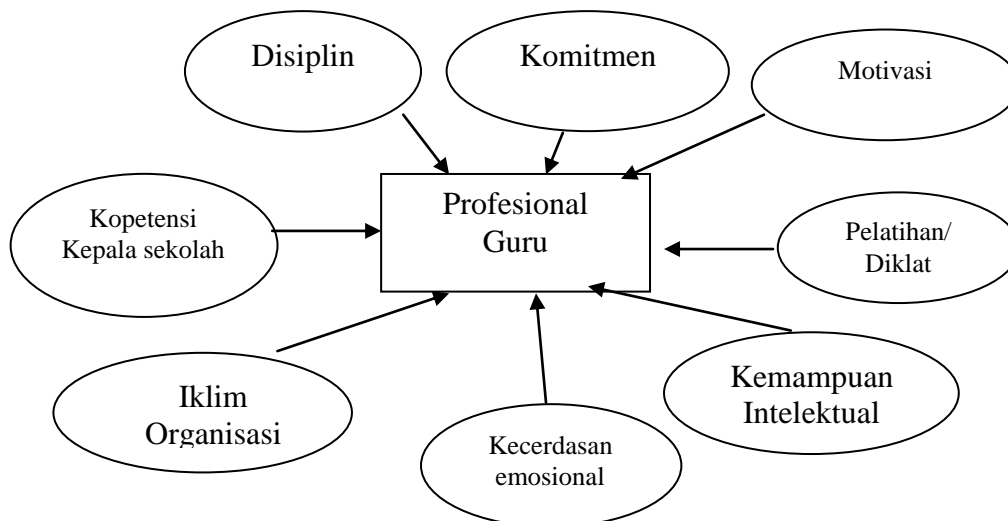 Disiplin
Komitmen
Motivasi
Profesional
Guru
Kopetensi
Kepala sekolah
Pelatihan/
Diklat
Iklim
Organisasi
Kecerdasan
emosional
Kemampuan
Intelektual